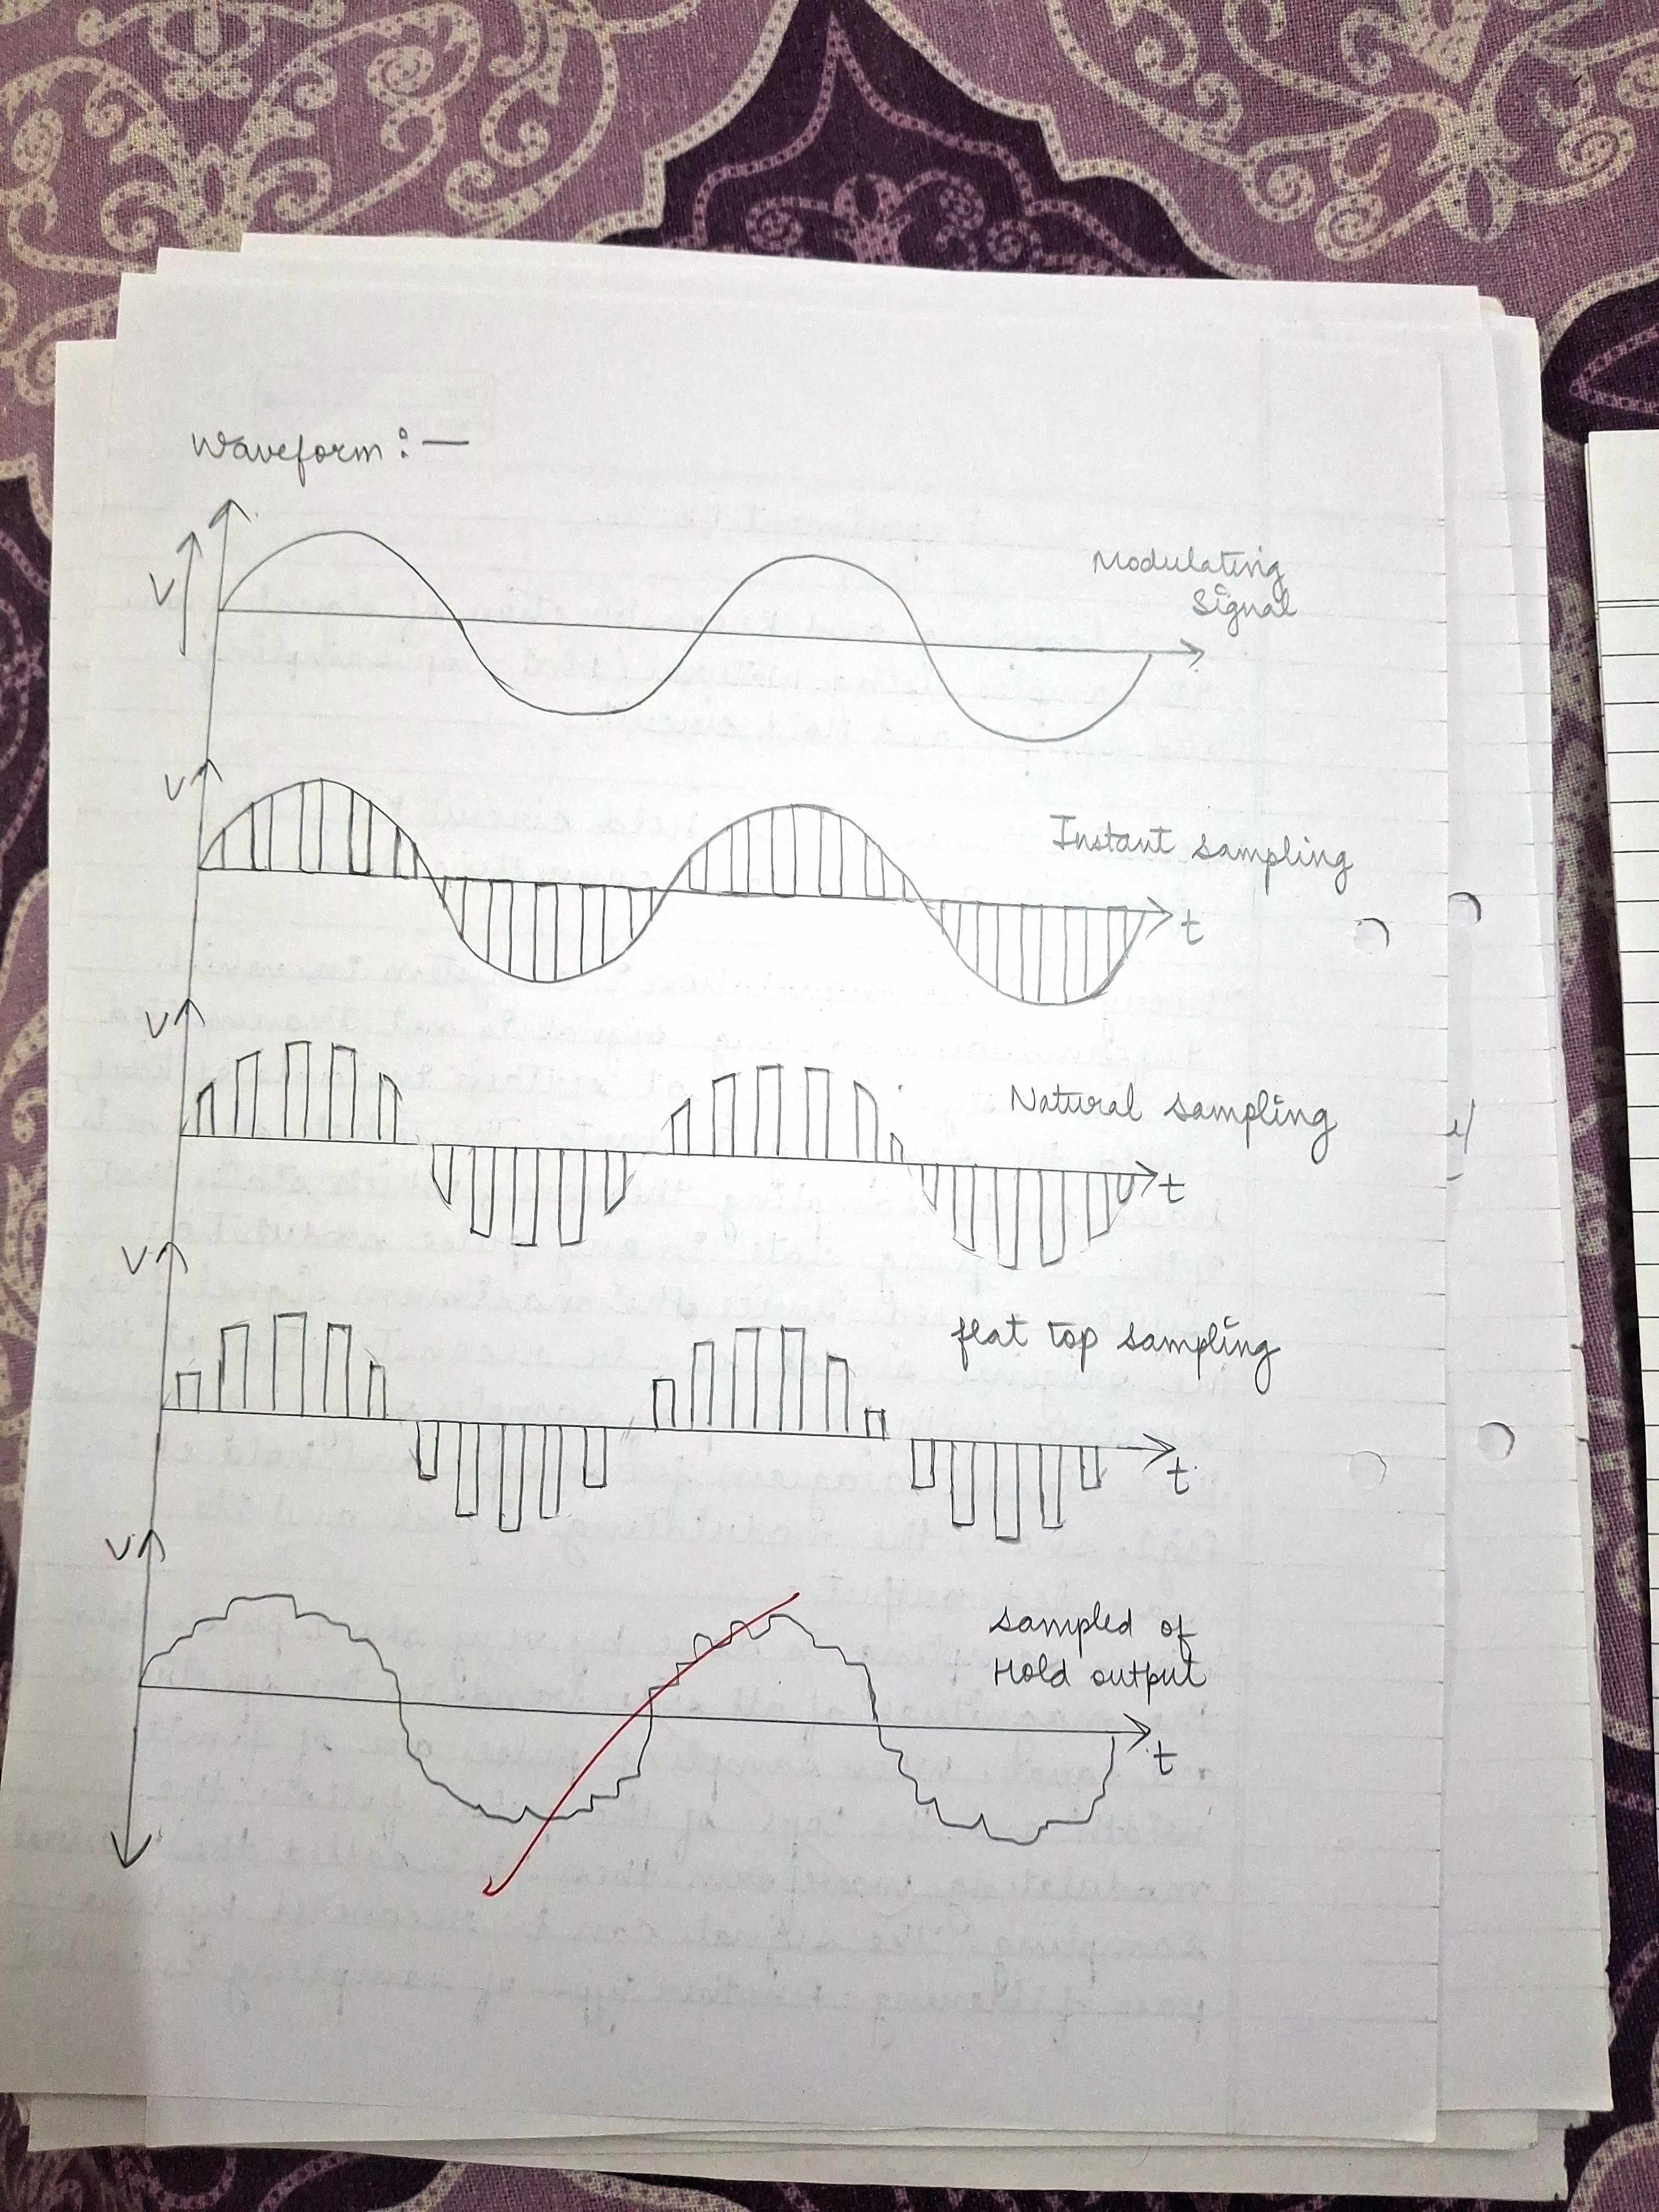 Waveform :—
V
Modulating
Signal
V
Instant sampling
t
V
Natural sampling
t
V
flat top sampling
t
V
sampled of
Hold output
t